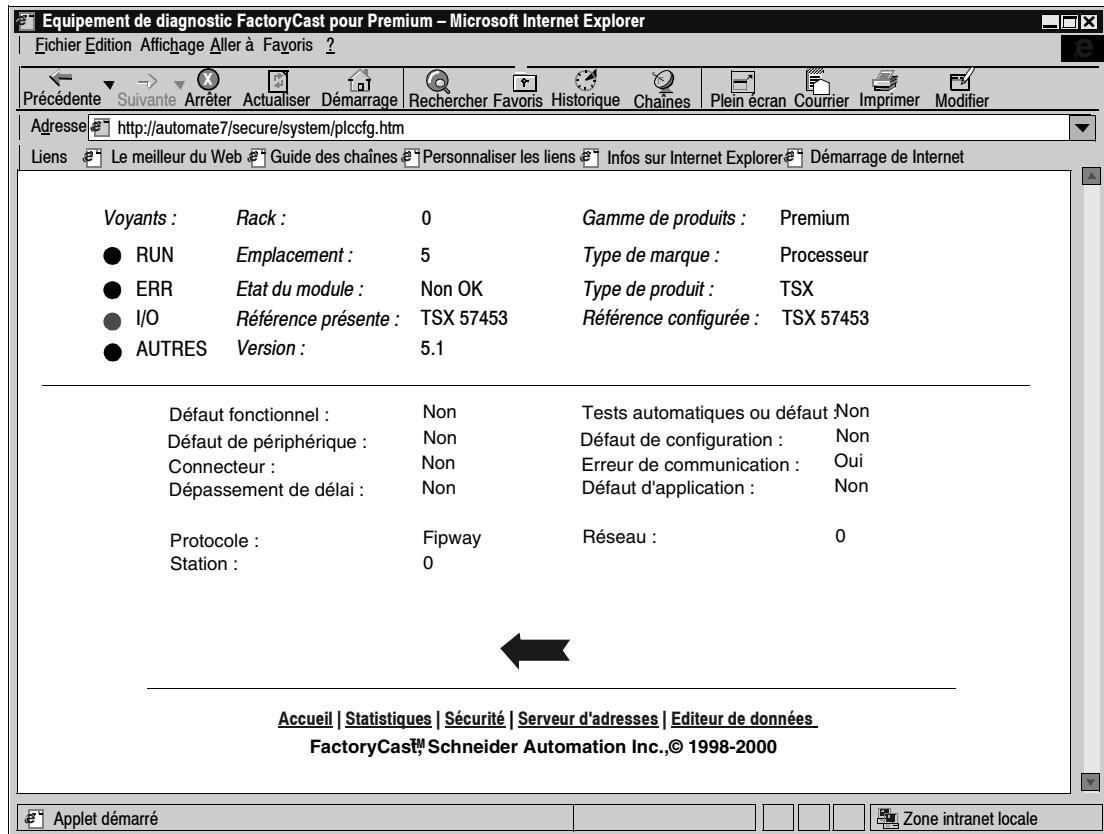 Equipement de diagnostic FactoryCast pour Premium – Microsoft Internet Explorer
Fichier Edition Affichage Aller à Favoris ?
Précédente Suivante Arrêter Actualiser Démarrage Rechercher Favoris Historique Chaînes Plein écran Courrier Imprimer Modifier
Adresse http://automate7/secure/system/plccfg.htm
Liens Le meilleur du Web Guide des chaînes Personnaliser les liens Infos sur Internet Explorer Démarrage de Internet
Voyants : Rack : 0 Gamme de produits : Premium
RUN Emplacement : 5 Type de marque : Processeur
ERR Etat du module : Non OK Type de produit : TSX
I/O Référence présente : TSX 57453 Référence configurée : TSX 57453
AUTRES Version : 5.1
Défaut fonctionnel : Non Tests automatiques ou défaut : Non
Défaut de périphérique : Non Défaut de configuration : Non
Connecteur : Non Erreur de communication : Oui
Dépassement de délai : Non Défaut d'application : Non
Protocole : Fipway Réseau : 0
Station : 0
Accueil | Statistiques | Sécurité | Serveur d'adresses | Editeur de données
FactoryCast™, Schneider Automation Inc.,© 1998-2000
Applet démarré Zone intranet locale